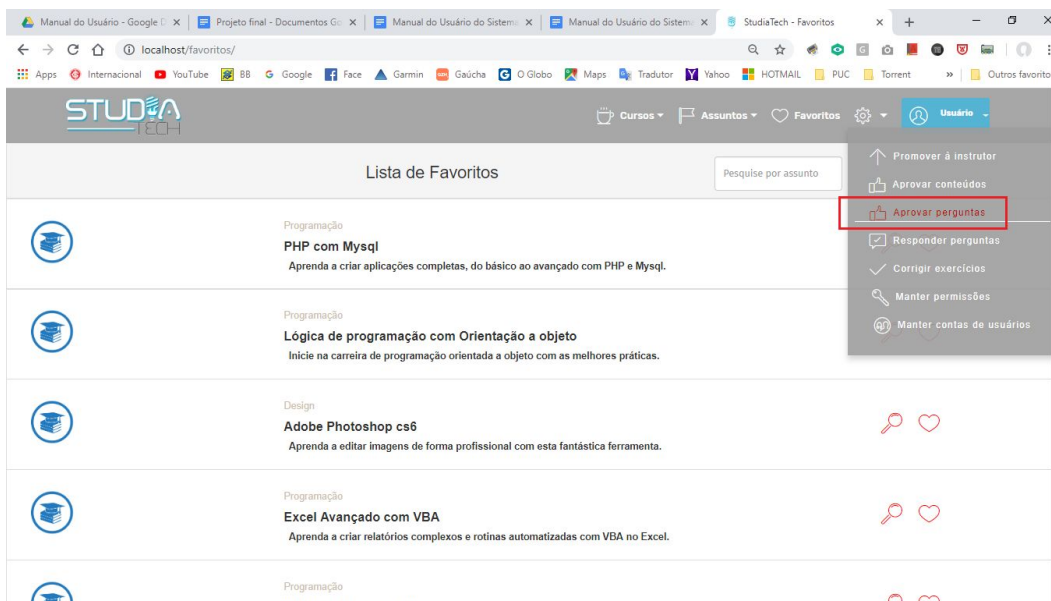 Manual do Usuário - Google D
Projeto final - Documentos Go
Manual do Usuário do Sistema
Manual do Usuário do Sistema
StudiaTech - Favoritos
localhost/favoritos/
Apps Internacional YouTube BB Google Face Garmin Gaúcha O Globo Maps Tradutor Yahoo HOTMAIL PUC Torrent » Outros favorito
STUDIA
TECH
Cursos Assuntos Favoritos Usuário
Promover á instrutor
Aprovar conteúdos
Aprovar perguntas
Responder perguntas
Corrigir exercícios
Manter permissões
Manter contas de usuários
Lista de Favoritos
Pesquise por assunto
Programação
PHP com Mysql
Aprenda a criar aplicações completas, do básico ao avançado com PHP e Mysql.
Programação
Lógica de programação com Orientação a objeto
Inicie na carreira de programação orientada a objeto com as melhores práticas.
Design
Adobe Photoshop cs6
Aprenda a editar imagens de forma profissional com esta fantástica ferramenta.
Programação
Excel Avançado com VBA
Aprenda a criar relatórios complexos e rotinas automatizadas com VBA no Excel.
Programação